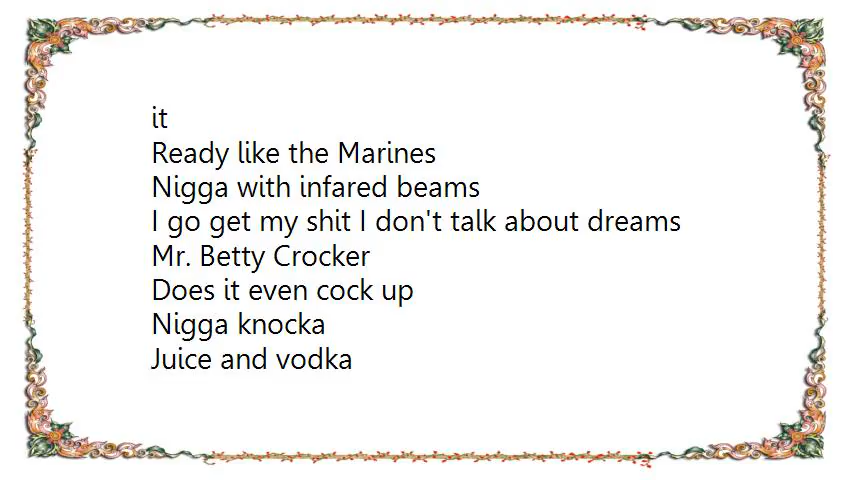 it
Ready like the Marines
Nigga with infared beams
I go get my shit I don't talk about dreams
Mr. Betty Crocker
Does it even cock up
Nigga knocka
Juice and vodka